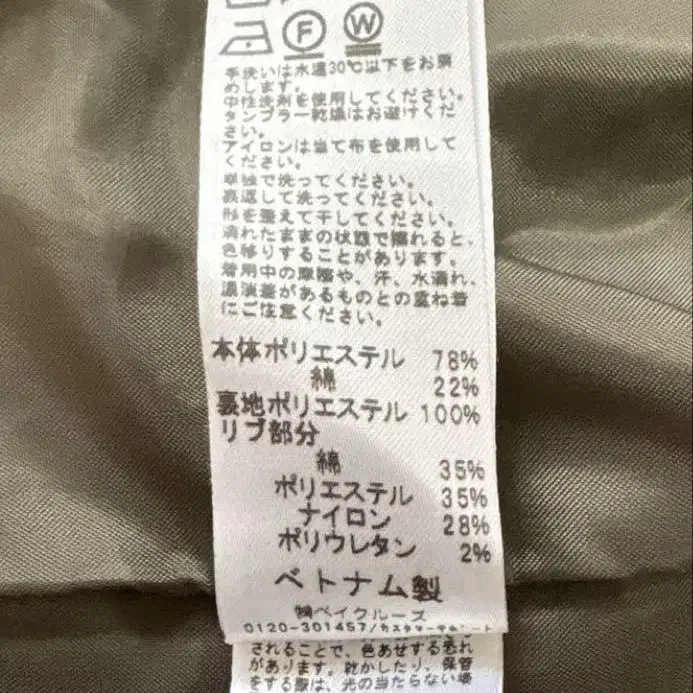 F W
手洗いは水温30℃以下をお奨
めします。
中性洗剤を使用してください。
タンブラー乾燥はお避けくだ
さい。
アイロンは当て布を使用して
ください。
単独で洗ってください。
裏返して洗ってください。
形を整えて干してください。
濡れたままの状態で擦れると、
色移りすることがあります。
着用中の摩擦や、汗、水濡れ、
濃淡差があるものとの重ね着
にご注意ください。
本体ポリエステル 78%
綿 22%
裏地ポリエステル 100%
リブ部分
綿 35%
ポリエステル 35%
ナイロン 28%
ポリウレタン 2%
ベトナム製
㈱ベイクルーズ
0120-301457/カスタマーサポート
されることで、色あせする恐れ
があります。乾かしたり、保管
をする際は、光の当たらない場